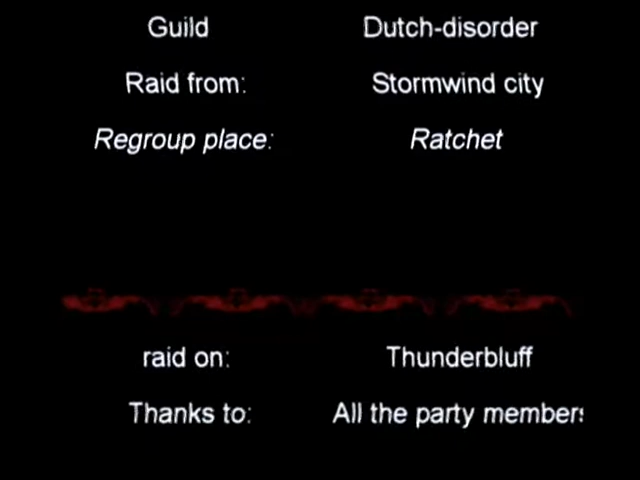 Guild Dutch-disorder
Raid from: Stormwind city
Regroup place: Ratchet
raid on: Thunderbluff
Thanks to: All the party members